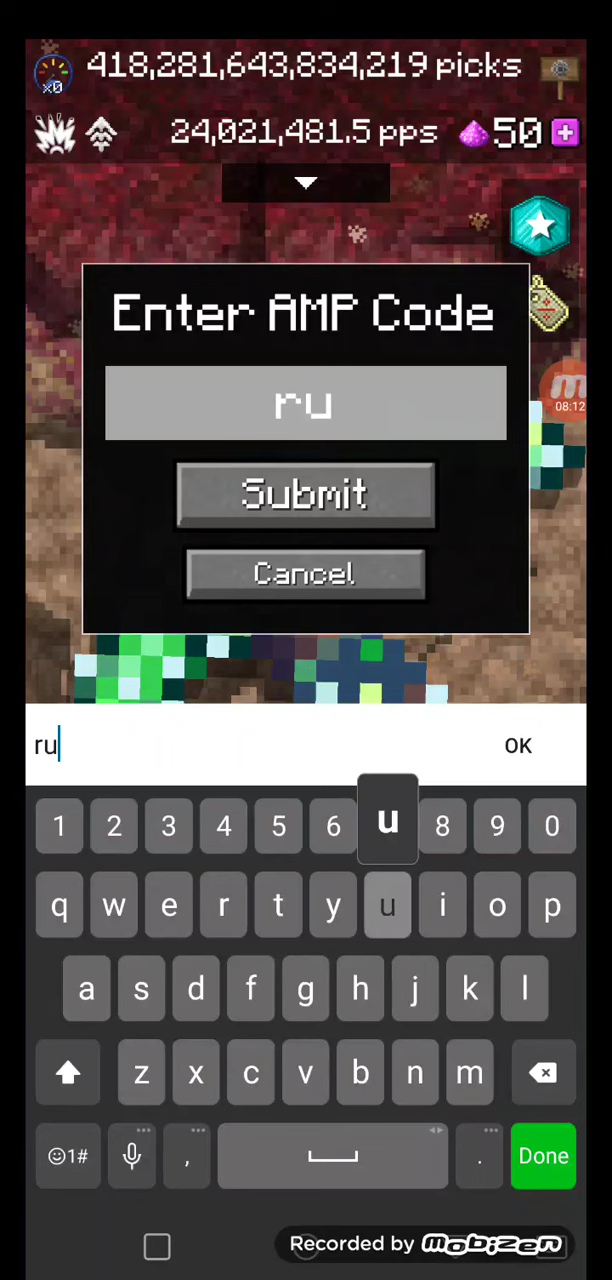 418,281,643,834,219 picks
x0
24,021,481.5 pps
50 +
Enter AMP Code
08:12
ru
Submit
Cancel
ru
OK
u
1 2 3 4 5 6 8 9 0
q w e r t y u i o p
a s d f g h j k l
z x c v b n m
☺1# , . Done
Recorded by mobizen